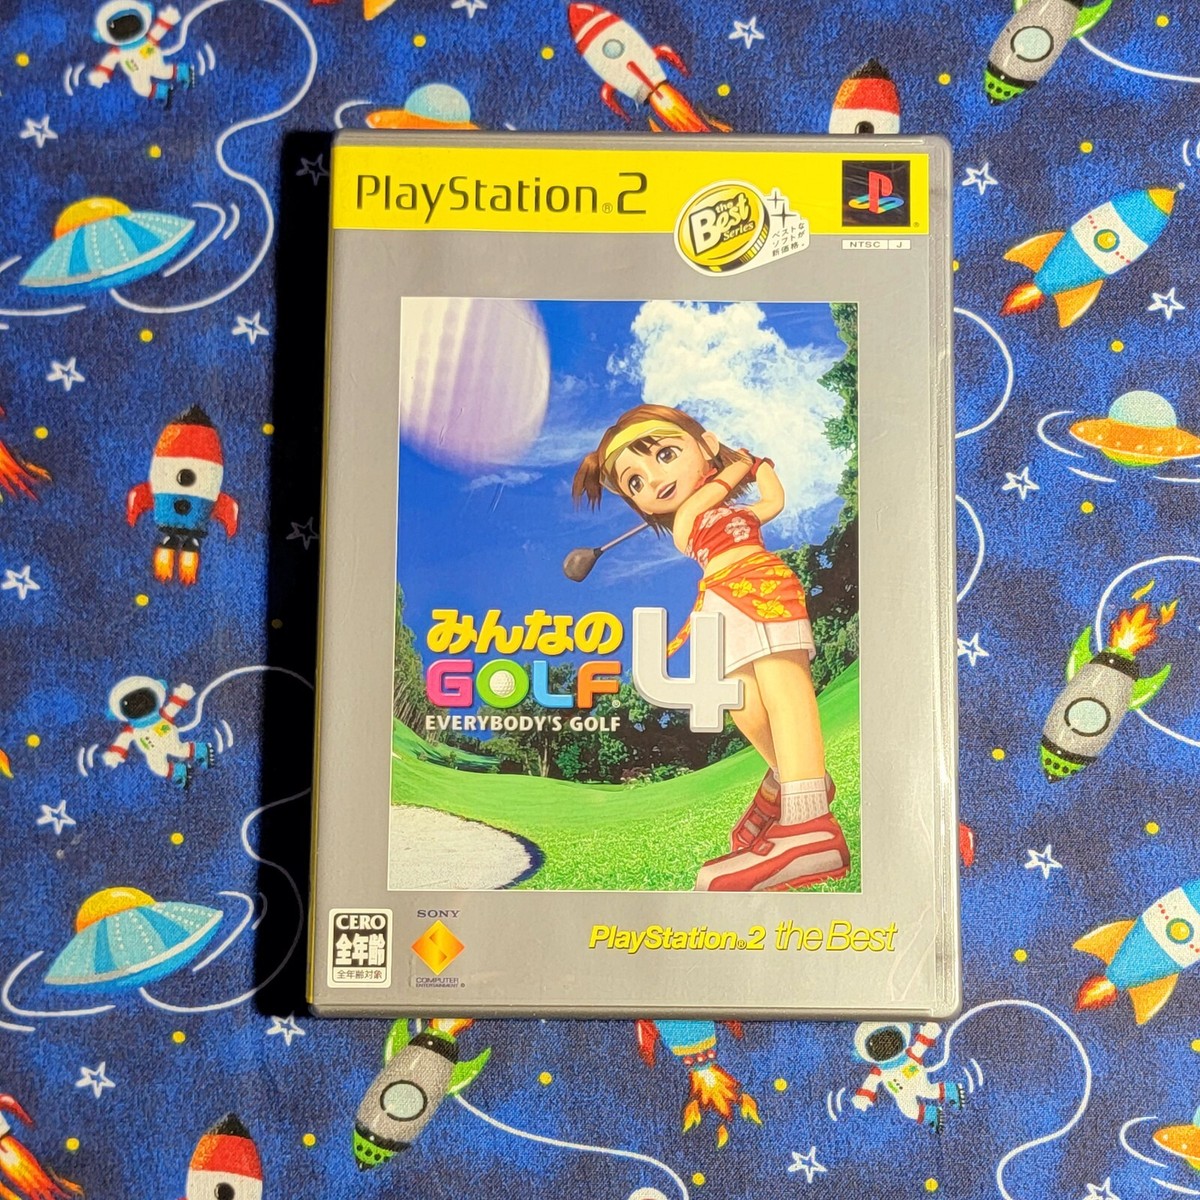 PlayStation®2
the
Best
Series
ベストな
ソフトが
新価格。
NTSC J
みんなの
GOLF® 4
EVERYBODY'S GOLF
CERO
全年齢
全年齢対象
SONY
COMPUTER
ENTERTAINMENT®
PlayStation®2 the Best